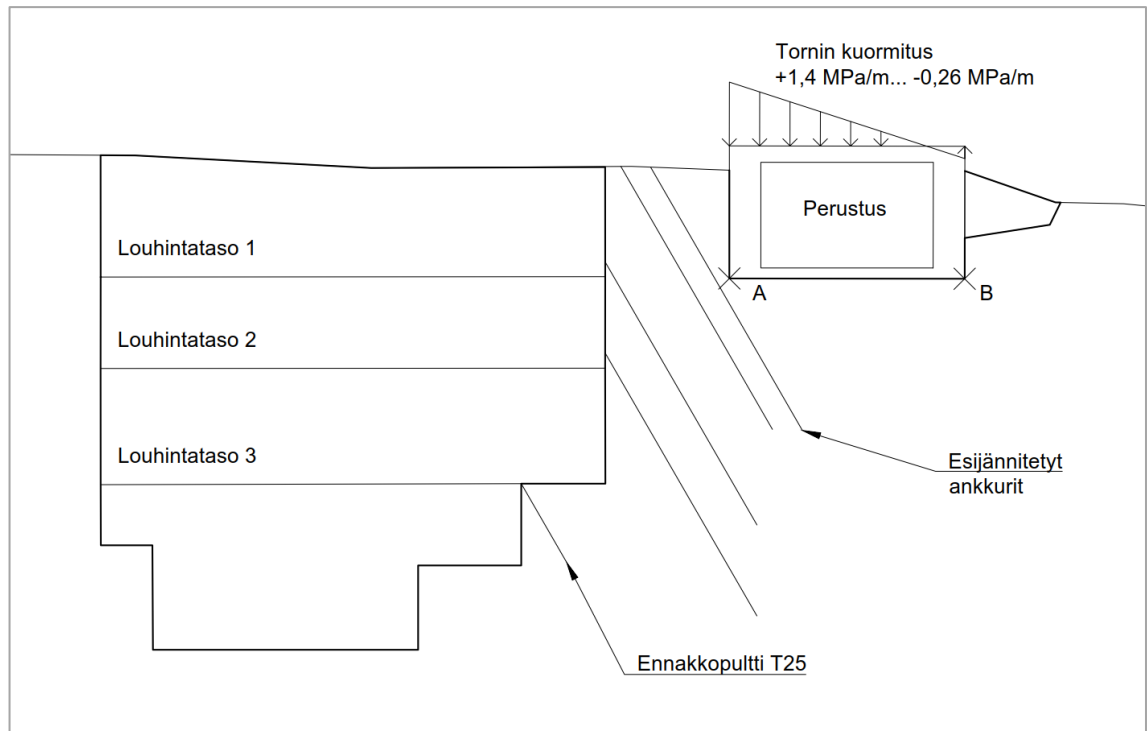 Tornin kuormitus
+1,4 MPa/m... -0,26 MPa/m
Perustus
Louhintataso 1
A
B
Louhintataso 2
Louhintataso 3
Esijännitetyt
ankkurit
Ennakkopultti T25